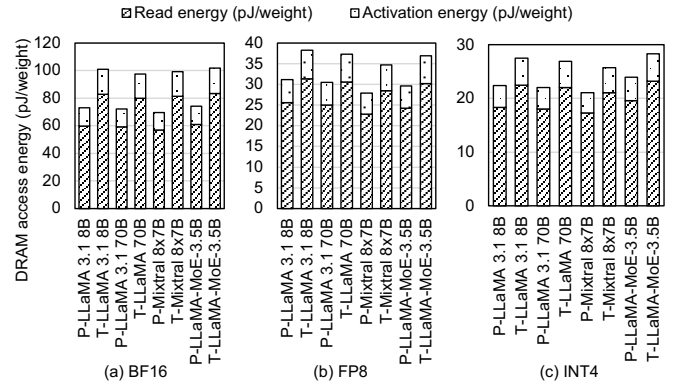 Read energy (pJ/weight) Activation energy (pJ/weight)
DRAM access energy (pJ/weight)
120
100
80
60
40
20
0
P-LLaMA 3.1 8B
T-LLaMA 3.1 8B
P-LLaMA 3.1 70B
T-LLaMA 70B
P-Mixtral 8x7B
T-Mixtral 8x7B
P-LLaMA-MoE-3.5B
T-LLaMA-MoE-3.5B
(a) BF16
40
35
30
25
20
15
10
5
0
P-LLaMA 3.1 8B
T-LLaMA 3.1 8B
P-LLaMA 3.1 70B
T-LLaMA 70B
P-Mixtral 8x7B
T-Mixtral 8x7B
P-LLaMA-MoE-3.5B
T-LLaMA-MoE-3.5B
(b) FP8
30
20
10
0
P-LLaMA 3.1 8B
T-LLaMA 3.1 8B
P-LLaMA 3.1 70B
T-LLaMA 70B
P-Mixtral 8x7B
T-Mixtral 8x7B
P-LLaMA-MoE-3.5B
T-LLaMA-MoE-3.5B
(c) INT4